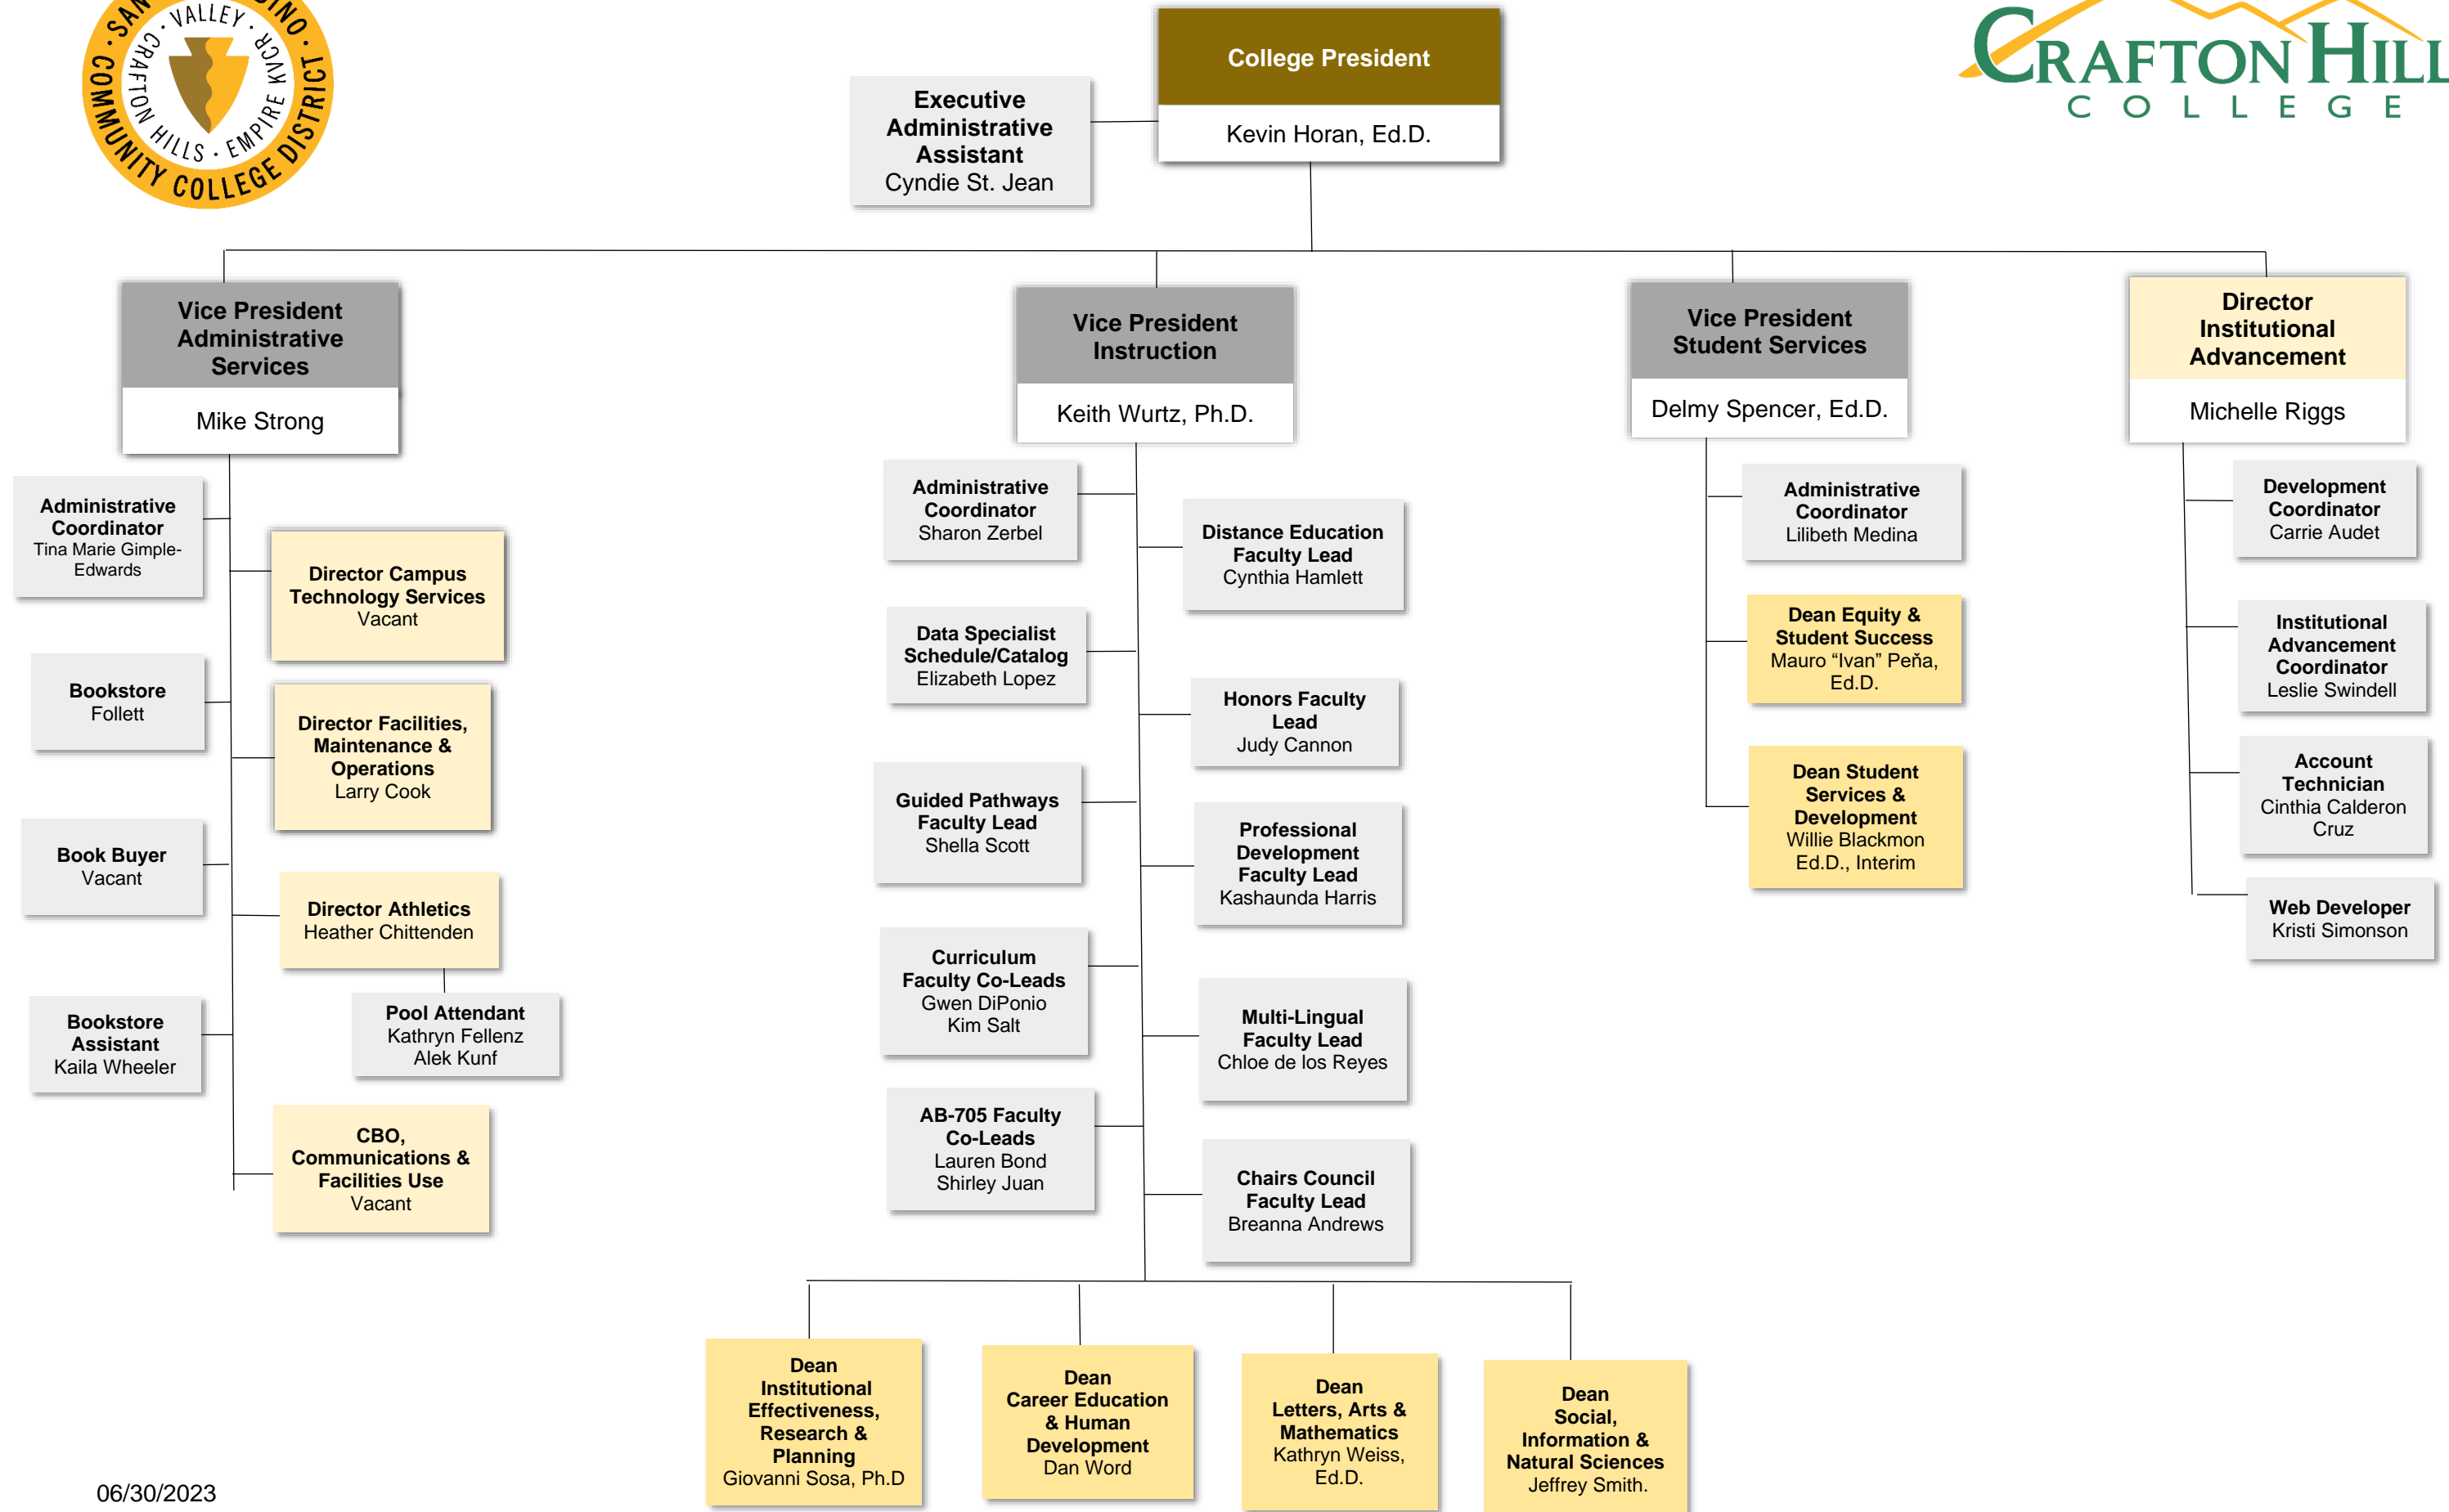 SAN
DINO · DISTRICT
COMMUNITY COLLEGE
VALLEY · KVCR
CRAFTON HILLS · EMPIRE
CRAFTON HILL
COLLEGE
College President
Kevin Horan, Ed.D.
Executive
Administrative
Assistant
Cyndie St. Jean
Vice President
Administrative
Services
Mike Strong
Vice President
Instruction
Keith Wurtz, Ph.D.
Vice President
Student Services
Delmy Spencer, Ed.D.
Director
Institutional
Advancement
Michelle Riggs
Administrative
Coordinator
Tina Marie Gimple-
Edwards
Director Campus
Technology Services
Vacant
Bookstore
Follett
Director Facilities,
Maintenance &
Operations
Larry Cook
Book Buyer
Vacant
Director Athletics
Heather Chittenden
Pool Attendant
Kathryn Fellenz
Alek Kunf
Bookstore
Assistant
Kaila Wheeler
CBO,
Communications &
Facilities Use
Vacant
Administrative
Coordinator
Sharon Zerbel
Distance Education
Faculty Lead
Cynthia Hamlett
Data Specialist
Schedule/Catalog
Elizabeth Lopez
Honors Faculty
Lead
Judy Cannon
Guided Pathways
Faculty Lead
Shella Scott
Professional
Development
Faculty Lead
Kashaunda Harris
Curriculum
Faculty Co-Leads
Gwen DiPonio
Kim Salt
Multi-Lingual
Faculty Lead
Chloe de los Reyes
AB-705 Faculty
Co-Leads
Lauren Bond
Shirley Juan
Chairs Council
Faculty Lead
Breanna Andrews
Administrative
Coordinator
Lilibeth Medina
Dean Equity &
Student Success
Mauro “Ivan” Peňa,
Ed.D.
Dean Student
Services &
Development
Willie Blackmon
Ed.D., Interim
Development
Coordinator
Carrie Audet
Institutional
Advancement
Coordinator
Leslie Swindell
Account
Technician
Cinthia Calderon
Cruz
Web Developer
Kristi Simonson
Dean
Institutional
Effectiveness,
Research &
Planning
Giovanni Sosa, Ph.D
Dean
Career Education
& Human
Development
Dan Word
Dean
Letters, Arts &
Mathematics
Kathryn Weiss,
Ed.D.
Dean
Social,
Information &
Natural Sciences
Jeffrey Smith.
06/30/2023